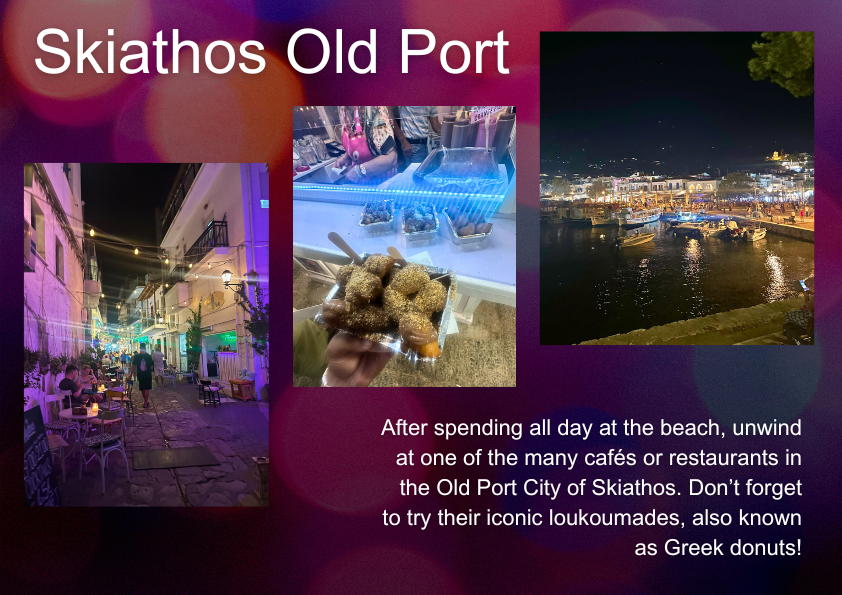 Skiathos Old Port
After spending all day at the beach, unwind
at one of the many cafés or restaurants in
the Old Port City of Skiathos. Don’t forget
to try their iconic loukoumades, also known
as Greek donuts!